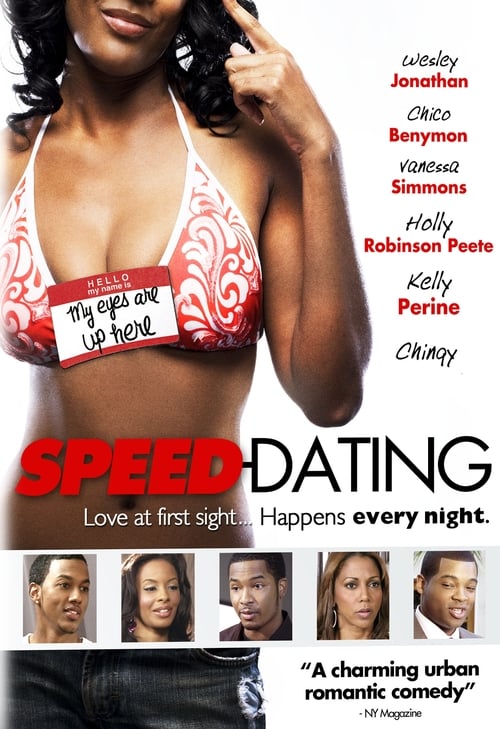 Wesley
Jonathan
Chico
Benymon
Vanessa
Simmons
Holly
Robinson Peete
Kelly
Perine
Chingy
HELLO
my name is
My eyes are
up here
SPEED-DATING
Love at first sight... Happens every night.
"A charming urban
romantic comedy"
- NY Magazine